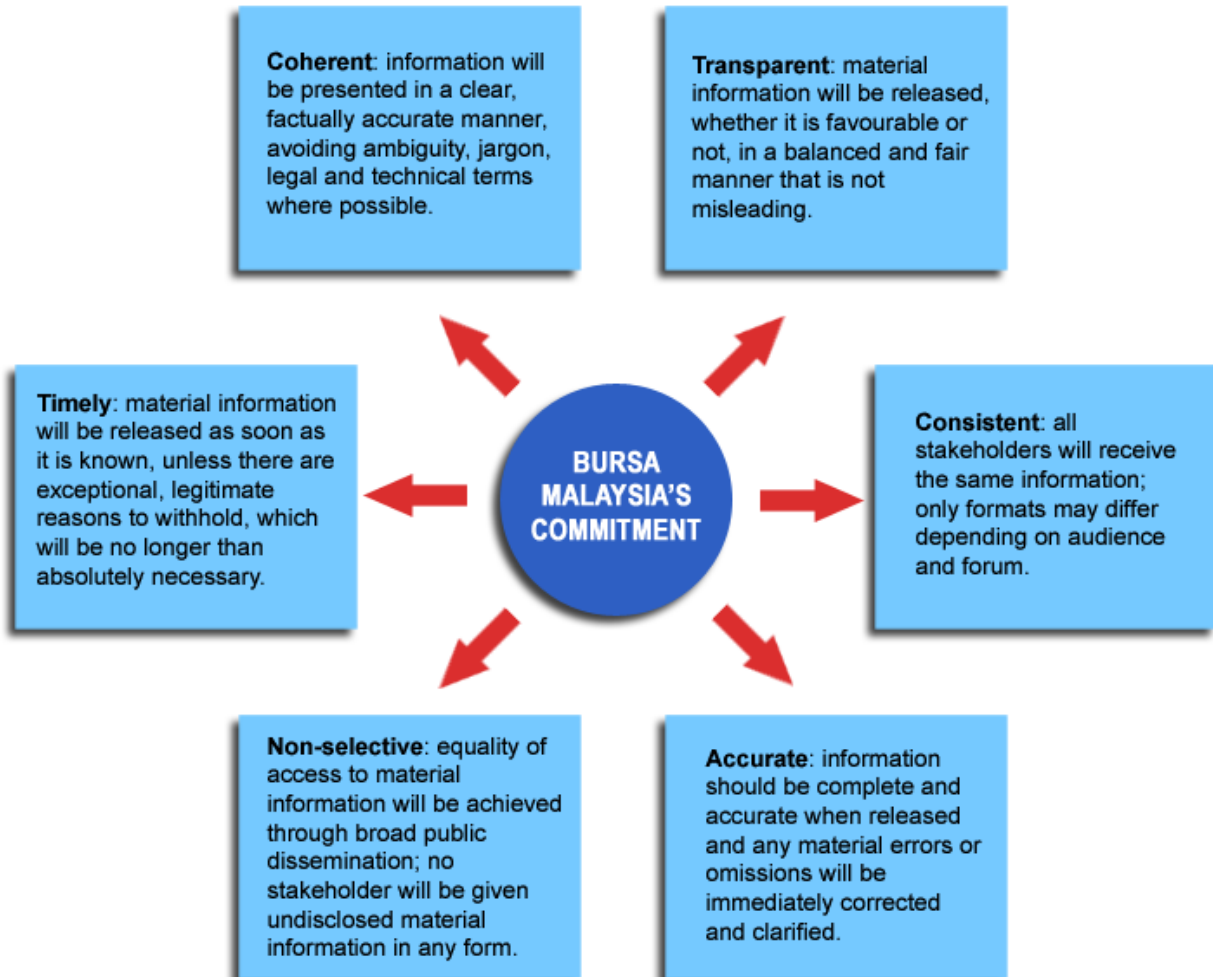 Coherent: information will
be presented in a clear,
factually accurate manner,
avoiding ambiguity, jargon,
legal and technical terms
where possible.
Transparent: material
information will be released,
whether it is favourable or
not, in a balanced and fair
manner that is not
misleading.
Timely: material information
will be released as soon as
it is known, unless there are
exceptional, legitimate
reasons to withhold, which
will be no longer than
absolutely necessary.
BURSA
MALAYSIA'S
COMMITMENT
Consistent: all
stakeholders will receive
the same information;
only formats may differ
depending on audience
and forum.
Non-selective: equality of
access to material
information will be achieved
through broad public
dissemination; no
stakeholder will be given
undisclosed material
information in any form.
Accurate: information
should be complete and
accurate when released
and any material errors or
omissions will be
immediately corrected
and clarified.